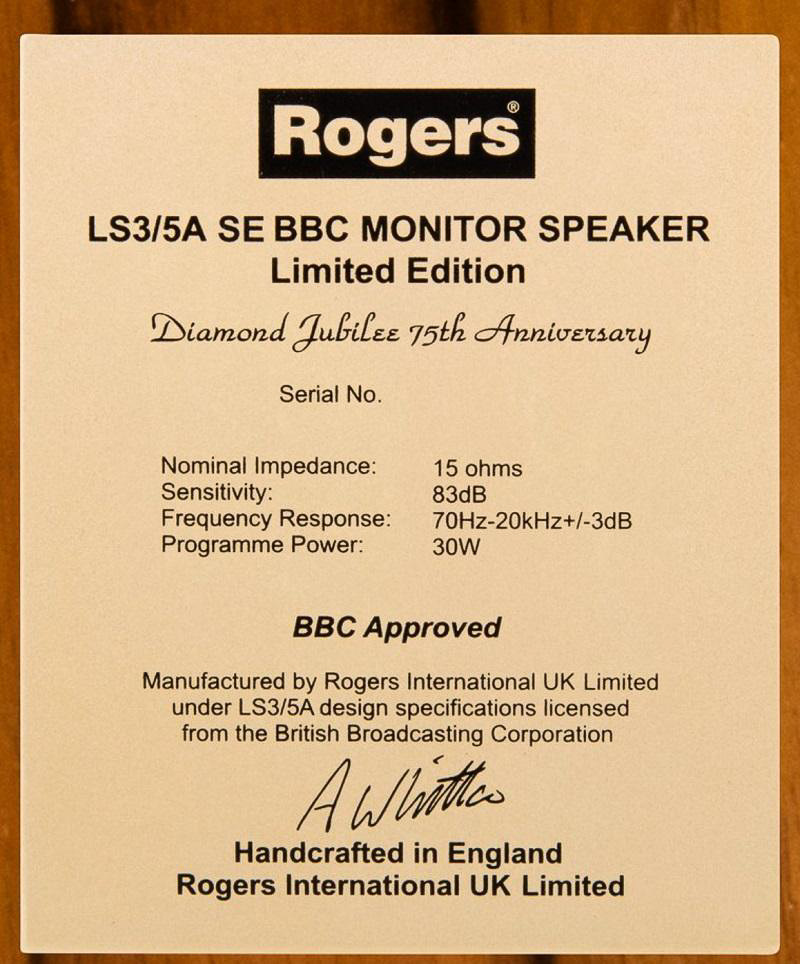 Rogers®
LS3/5A SE BBC MONITOR SPEAKER
Limited Edition
Diamond Jubilee 75th Anniversary
Serial No.
Nominal Impedance: 15 ohms
Sensitivity: 83dB
Frequency Response: 70Hz-20kHz+/-3dB
Programme Power: 30W
BBC Approved
Manufactured by Rogers International UK Limited
under LS3/5A design specifications licensed
from the British Broadcasting Corporation
Handcrafted in England
Rogers International UK Limited